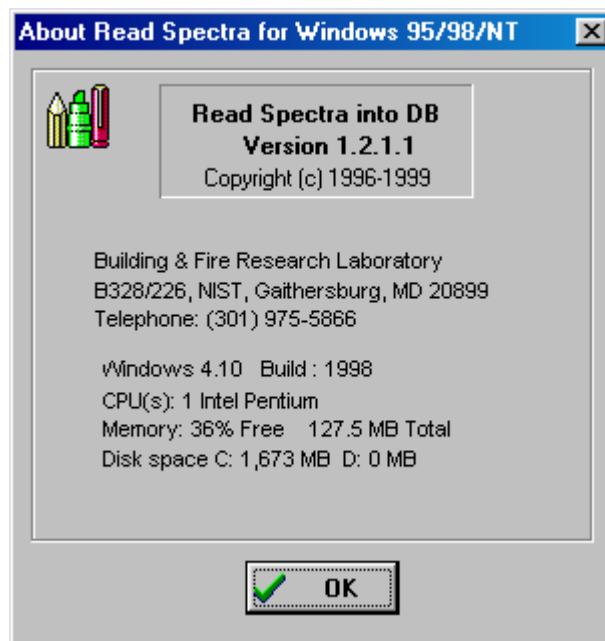 About Read Spectra for Windows 95/98/NT
Read Spectra into DB
Version 1.2.1.1
Copyright (c) 1996-1999
Building & Fire Research Laboratory
B328/226, NIST, Gaithersburg, MD 20899
Telephone: (301) 975-5866
Windows 4.10 Build : 1998
CPU(s): 1 Intel Pentium
Memory: 36% Free 127.5 MB Total
Disk space C: 1,673 MB D: 0 MB
OK